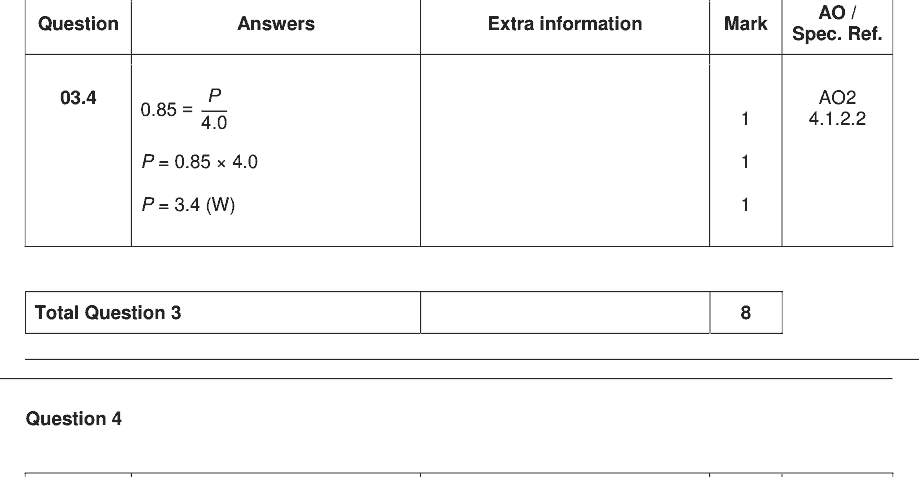 Question Answers Extra information Mark AO / Spec. Ref.
03.4 0.85 = P / 4.0 1 AO2 4.1.2.2
P = 0.85 × 4.0 1
P = 3.4 (W) 1
Total Question 3 8
Question 4